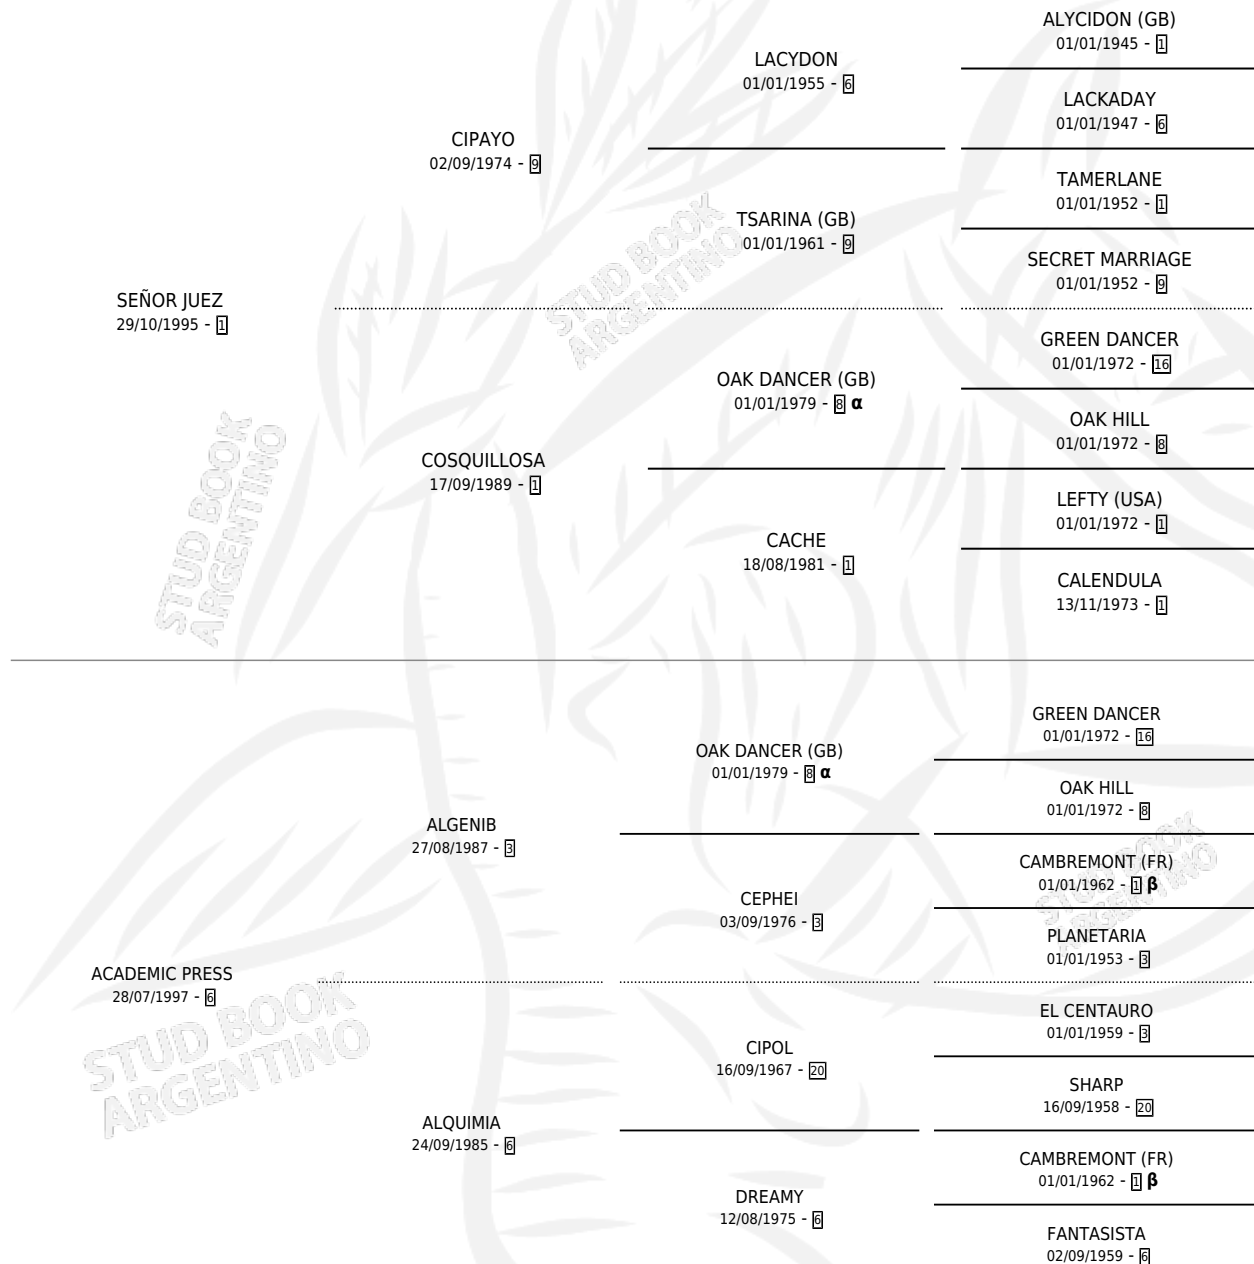 ALYCIDON (GB)
01/01/1945 - 1
LACYDON
01/01/1955 - 6
LACKADAY
01/01/1947 - 6
CIPAYO
02/09/1974 - 9
TAMERLANE
01/01/1952 - 1
TSARINA (GB)
01/01/1961 - 9
SECRET MARRIAGE
01/01/1952 - 9
SEÑOR JUEZ
29/10/1995 - 1
GREEN DANCER
01/01/1972 - 16
OAK DANCER (GB)
01/01/1979 - 8 α
OAK HILL
01/01/1972 - 8
COSQUILLOSA
17/09/1989 - 1
LEFTY (USA)
01/01/1972 - 1
CACHE
18/08/1981 - 1
CALENDULA
13/11/1973 - 1
GREEN DANCER
01/01/1972 - 16
OAK DANCER (GB)
01/01/1979 - 8 α
OAK HILL
01/01/1972 - 8
ALGENIB
27/08/1987 - 3
CAMBREMONT (FR)
01/01/1962 - 1 β
CEPHEI
03/09/1976 - 3
PLANETARIA
01/01/1953 - 3
ACADEMIC PRESS
28/07/1997 - 6
EL CENTAURO
01/01/1959 - 3
CIPOL
16/09/1967 - 20
SHARP
16/09/1958 - 20
ALQUIMIA
24/09/1985 - 6
CAMBREMONT (FR)
01/01/1962 - 1 β
DREAMY
12/08/1975 - 6
FANTASISTA
02/09/1959 - 6
STUD BOOK
ARGENTINO
STUD BOOK
ARGENTINO
STUD BOOK
ARGENTINO
STUD BOOK
ARGENTINO